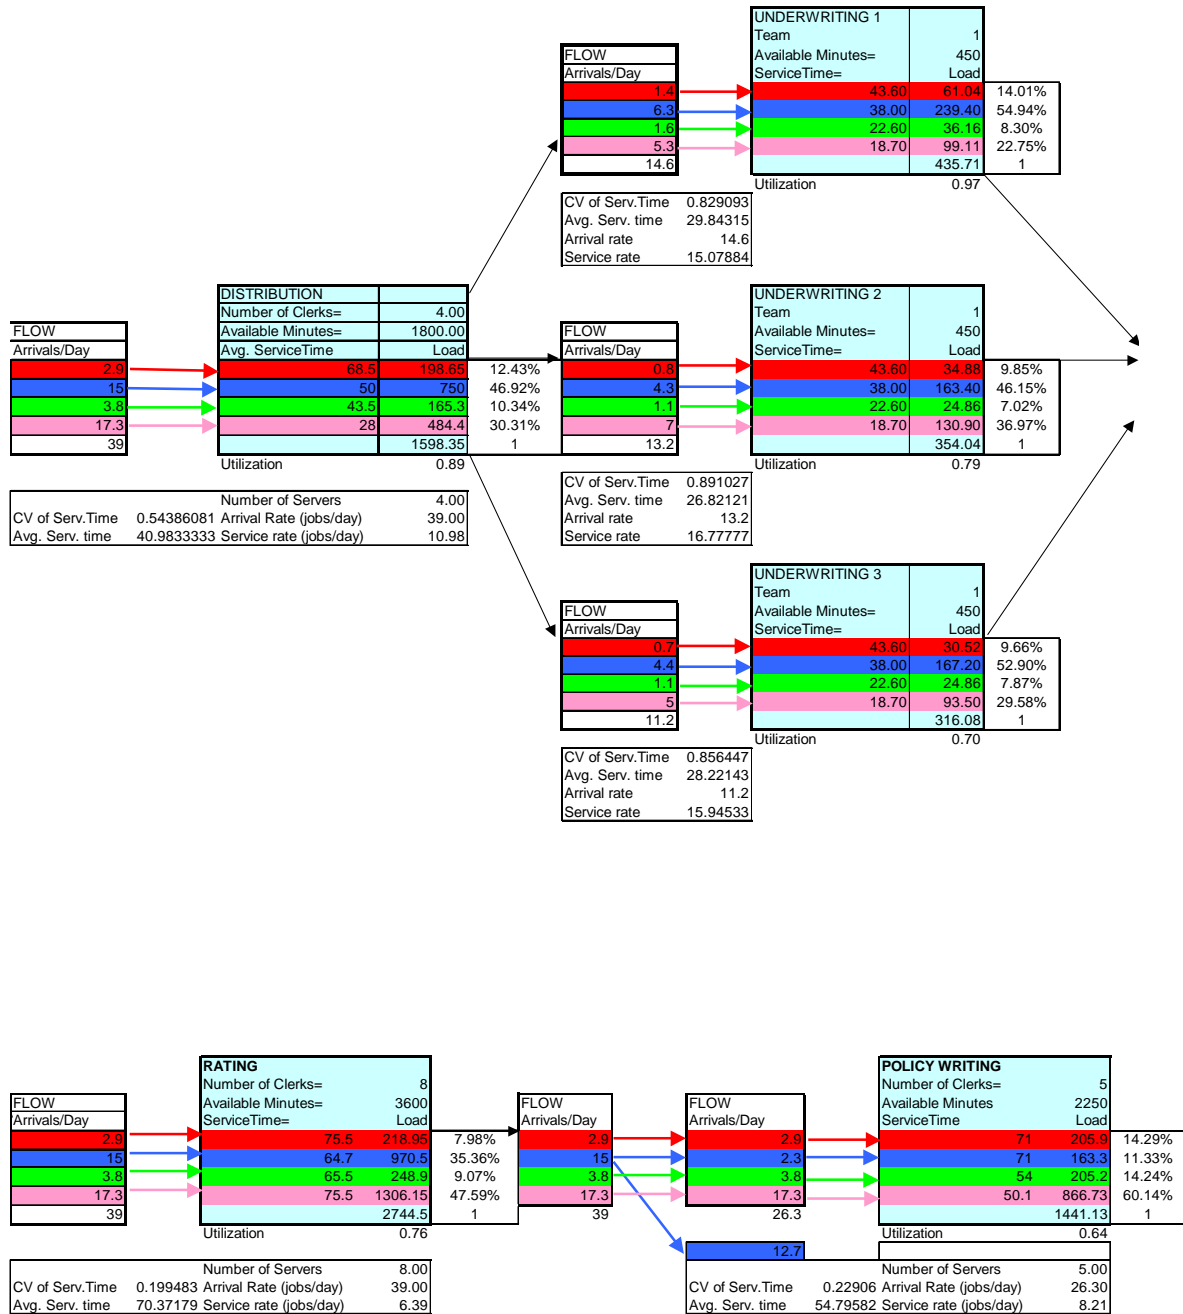 UNDERWRITING 1
Team 1
FLOW Available Minutes= 450
Arrivals/Day ServiceTime= Load
1.4 43.60 61.04 14.01%
6.3 38.00 239.40 54.94%
1.6 22.60 36.16 8.30%
5.3 18.70 99.11 22.75%
14.6 435.71 1
Utilization 0.97
CV of Serv.Time 0.829093
Avg. Serv. time 29.84315
Arrival rate 14.6
Service rate 15.07884
DISTRIBUTION
Number of Clerks= 4.00
FLOW Available Minutes= 1800.00
Arrivals/Day Avg. ServiceTime Load
2.9 68.5 198.65 12.43%
15 50 750 46.92%
3.8 43.5 165.3 10.34%
17.3 28 484.4 30.31%
39 1598.35 1
Utilization 0.89
Number of Servers 4.00
CV of Serv.Time 0.54386081 Arrival Rate (jobs/day) 39.00
Avg. Serv. time 40.9833333 Service rate (jobs/day) 10.98
UNDERWRITING 2
Team 1
FLOW Available Minutes= 450
Arrivals/Day ServiceTime= Load
0.8 43.60 34.88 9.85%
4.3 38.00 163.40 46.15%
1.1 22.60 24.86 7.02%
7 18.70 130.90 36.97%
13.2 354.04 1
Utilization 0.79
CV of Serv.Time 0.891027
Avg. Serv. time 26.82121
Arrival rate 13.2
Service rate 16.77777
UNDERWRITING 3
Team 1
FLOW Available Minutes= 450
Arrivals/Day ServiceTime= Load
0.7 43.60 30.52 9.66%
4.4 38.00 167.20 52.90%
1.1 22.60 24.86 7.87%
5 18.70 93.50 29.58%
11.2 316.08 1
Utilization 0.70
CV of Serv.Time 0.856447
Avg. Serv. time 28.22143
Arrival rate 11.2
Service rate 15.94533
RATING
Number of Clerks= 8
FLOW Available Minutes= 3600
Arrivals/Day ServiceTime= Load
2.9 75.5 218.95 7.98%
15 64.7 970.5 35.36%
3.8 65.5 248.9 9.07%
17.3 75.5 1306.15 47.59%
39 2744.5 1
Utilization 0.76
Number of Servers 8.00
CV of Serv.Time 0.199483 Arrival Rate (jobs/day) 39.00
Avg. Serv. time 70.37179 Service rate (jobs/day) 6.39
FLOW
Arrivals/Day
2.9
15
3.8
17.3
39
POLICY WRITING
Number of Clerks= 5
FLOW Available Minutes 2250
Arrivals/Day ServiceTime Load
2.9 71 205.9 14.29%
2.3 71 163.3 11.33%
3.8 54 205.2 14.24%
17.3 50.1 866.73 60.14%
26.3 1441.13 1
Utilization 0.64
12.7
Number of Servers 5.00
CV of Serv.Time 0.22906 Arrival Rate (jobs/day) 26.30
Avg. Serv. time 54.79582 Service rate (jobs/day) 8.21